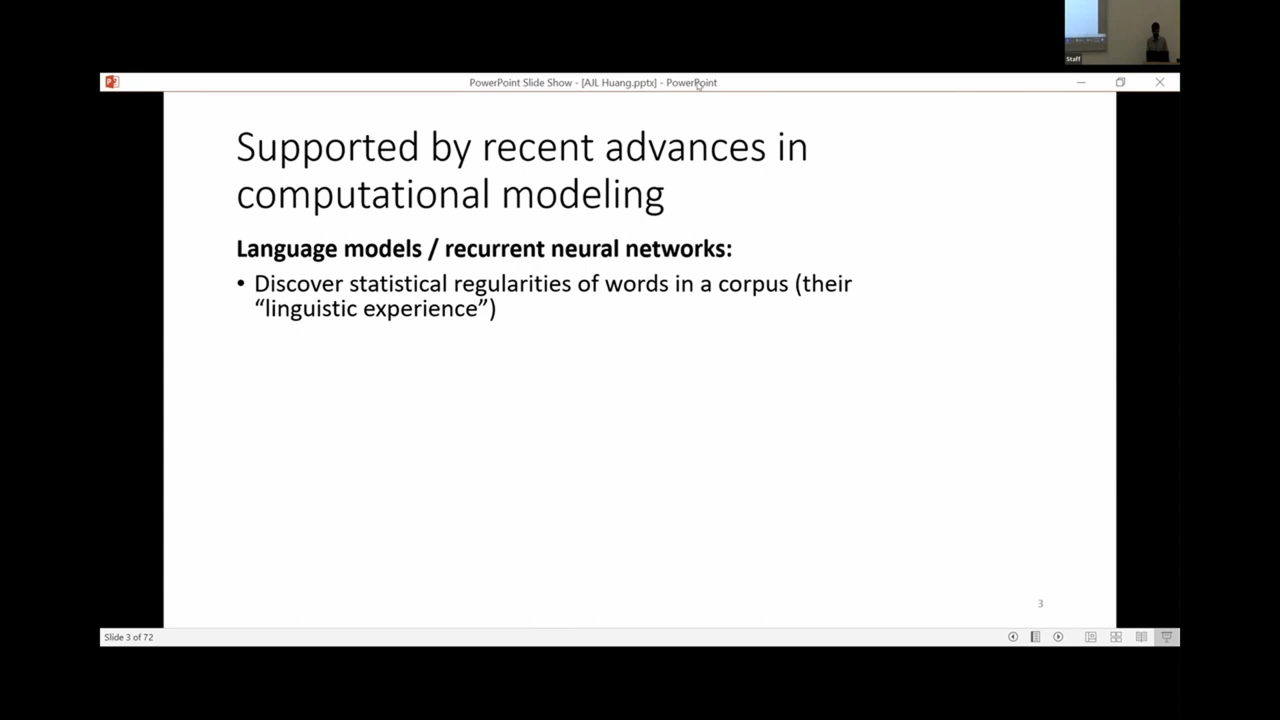 Staff
PowerPoint Slide Show - [AJL Huang.pptx] - PowerPoint
Supported by recent advances in
computational modeling
Language models / recurrent neural networks:
• Discover statistical regularities of words in a corpus (their
“linguistic experience”)
3
Slide 3 of 72